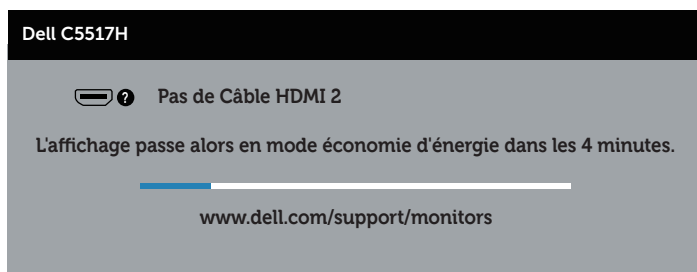 Dell C5517H
? Pas de Câble HDMI 2
L'affichage passe alors en mode économie d'énergie dans les 4 minutes.
www.dell.com/support/monitors